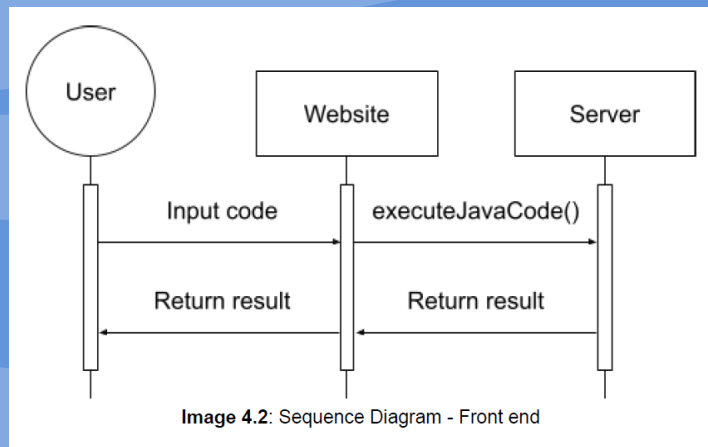 User
Website
Server
Input code
executeJavaCode()
Return result
Return result
Image 4.2: Sequence Diagram - Front end